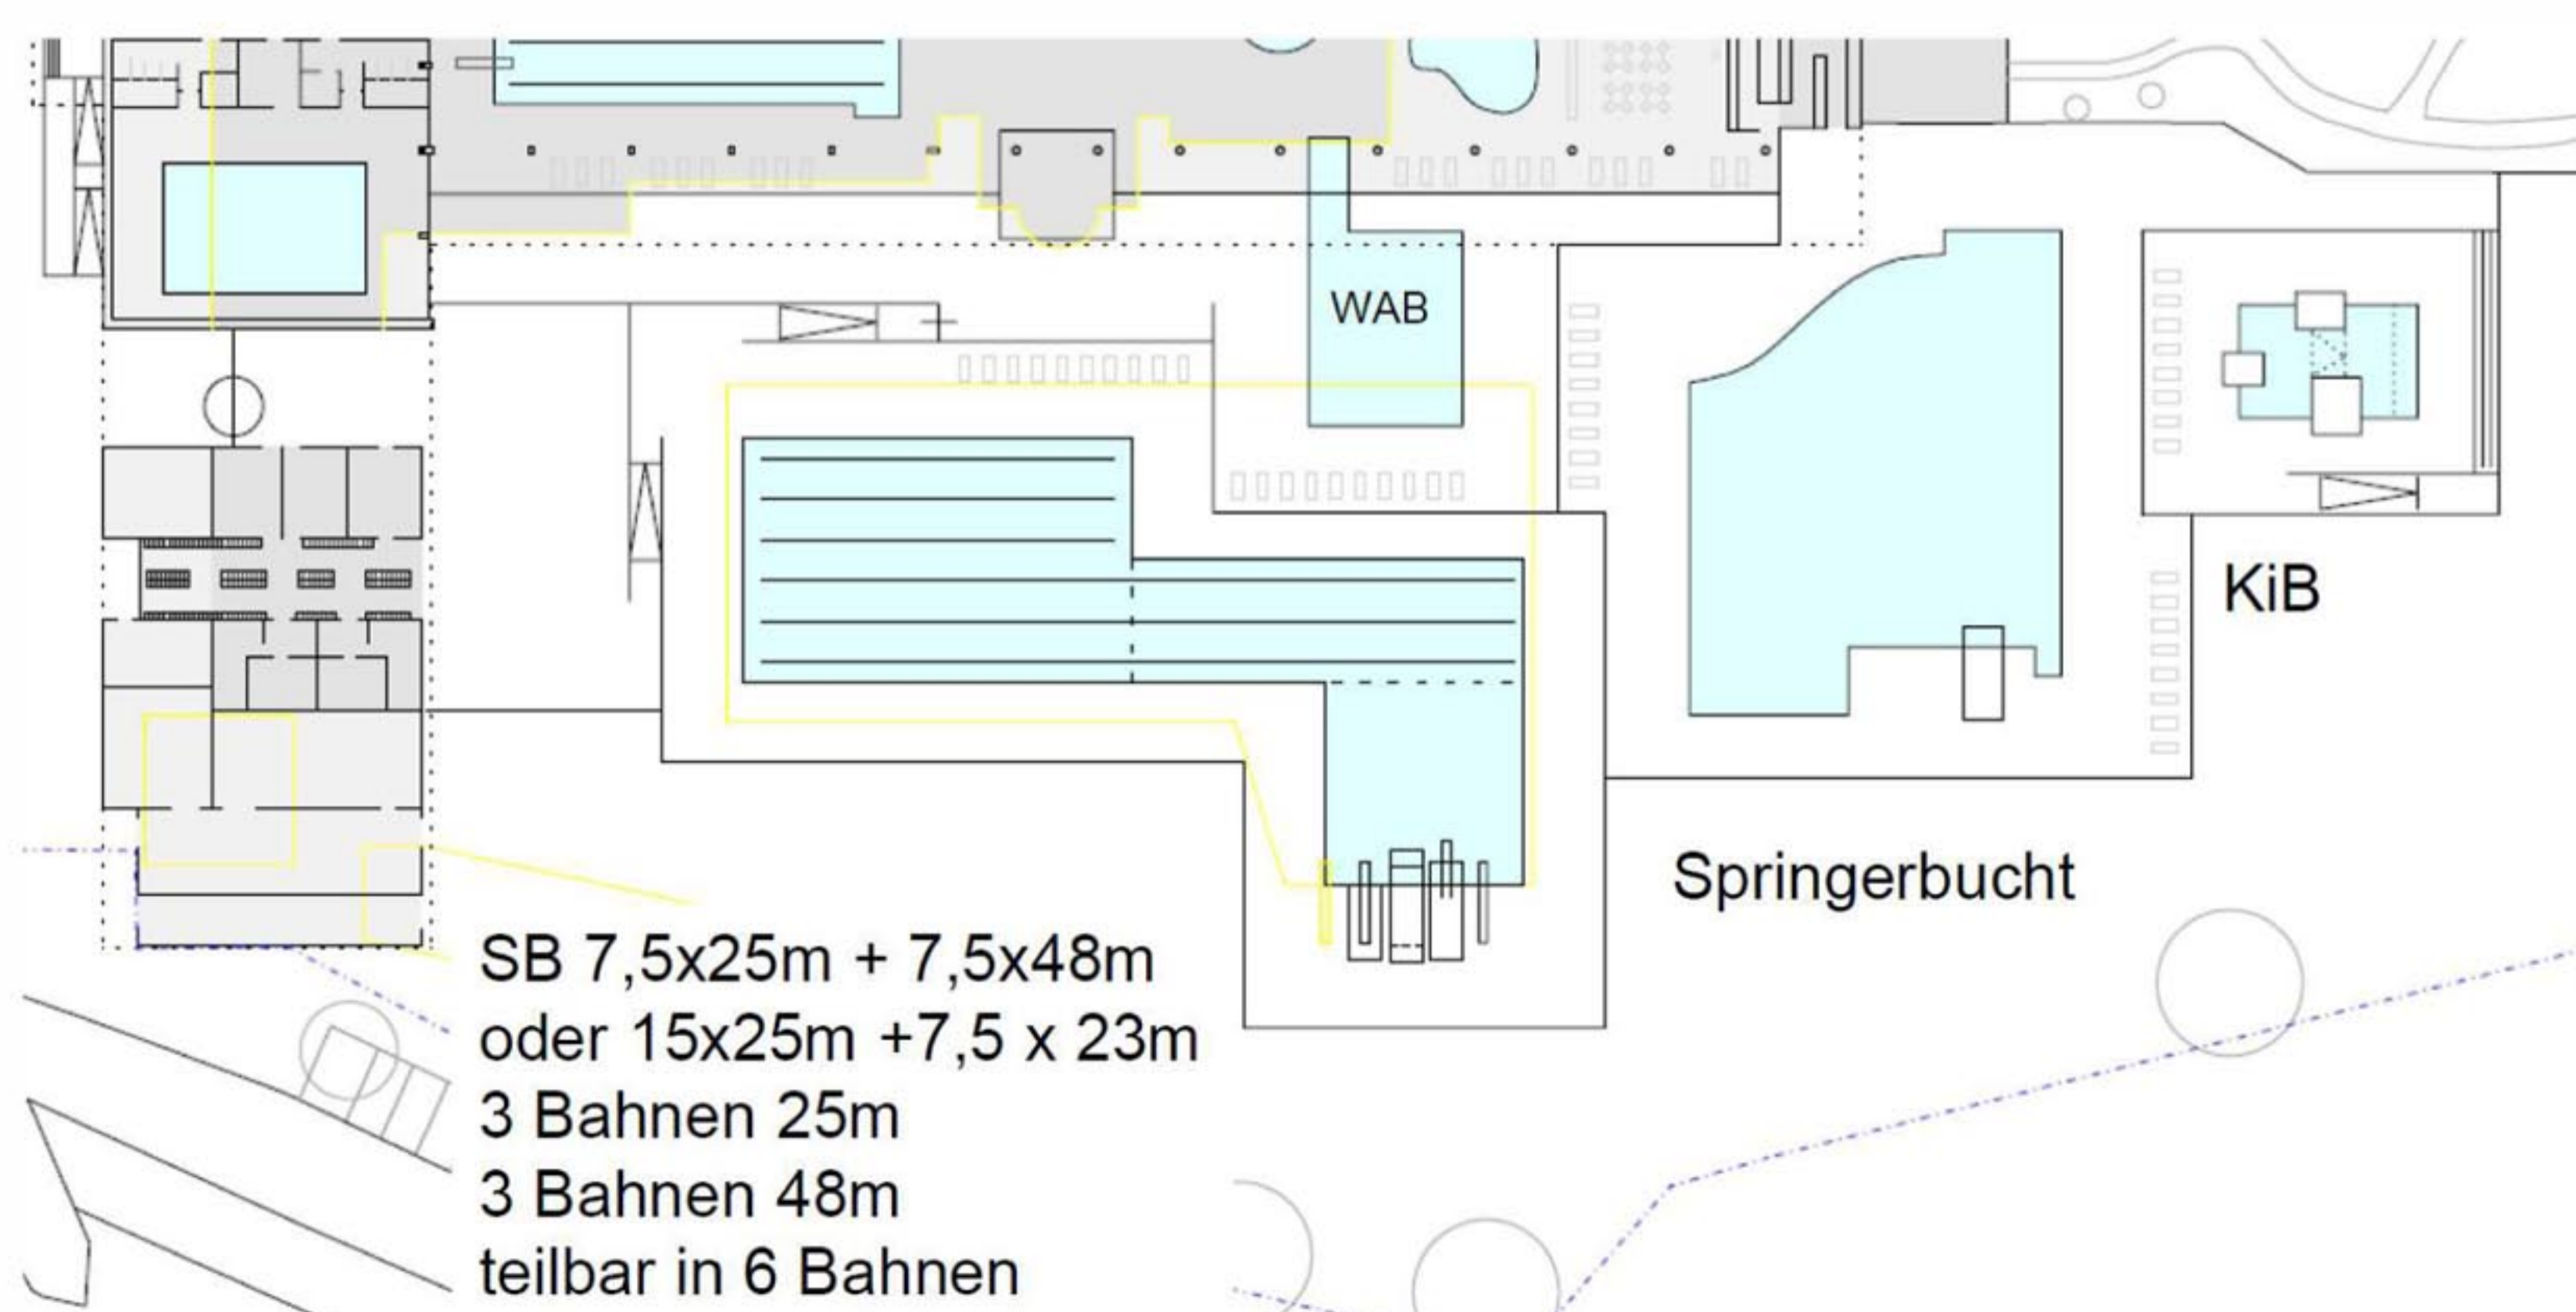 WAB
KiB
Springerbucht
SB 7,5x25m + 7,5x48m
oder 15x25m +7,5 x 23m
3 Bahnen 25m
3 Bahnen 48m
teilbar in 6 Bahnen